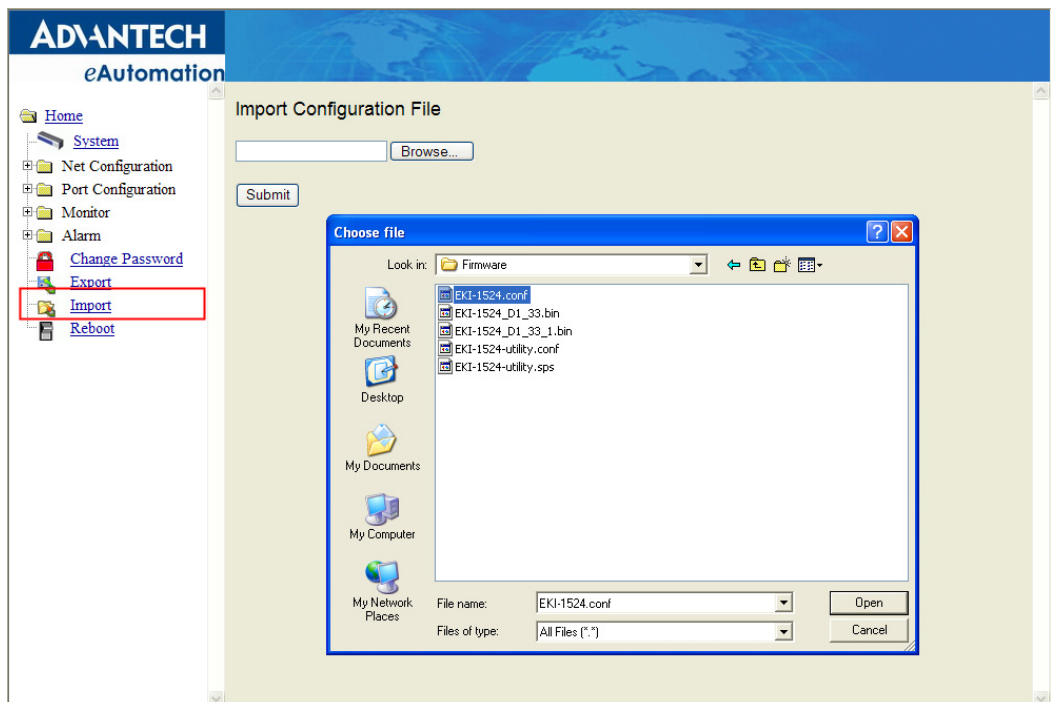 ADVANTECH
eAutomation
Home
System
Net Configuration
Port Configuration
Monitor
Alarm
Change Password
Export
Import
Reboot
Import Configuration File
Browse...
Submit
Choose file
Look in:
Firmware
EKI-1524.conf
EKI-1524_D1_33.bin
EKI-1524_D1_33_1.bin
EKI-1524-utility.conf
EKI-1524-utility.sps
My Recent
Documents
Desktop
My Documents
My Computer
My Network
Places
File name:
EKI-1524.conf
Open
Files of type:
All Files (*.*)
Cancel